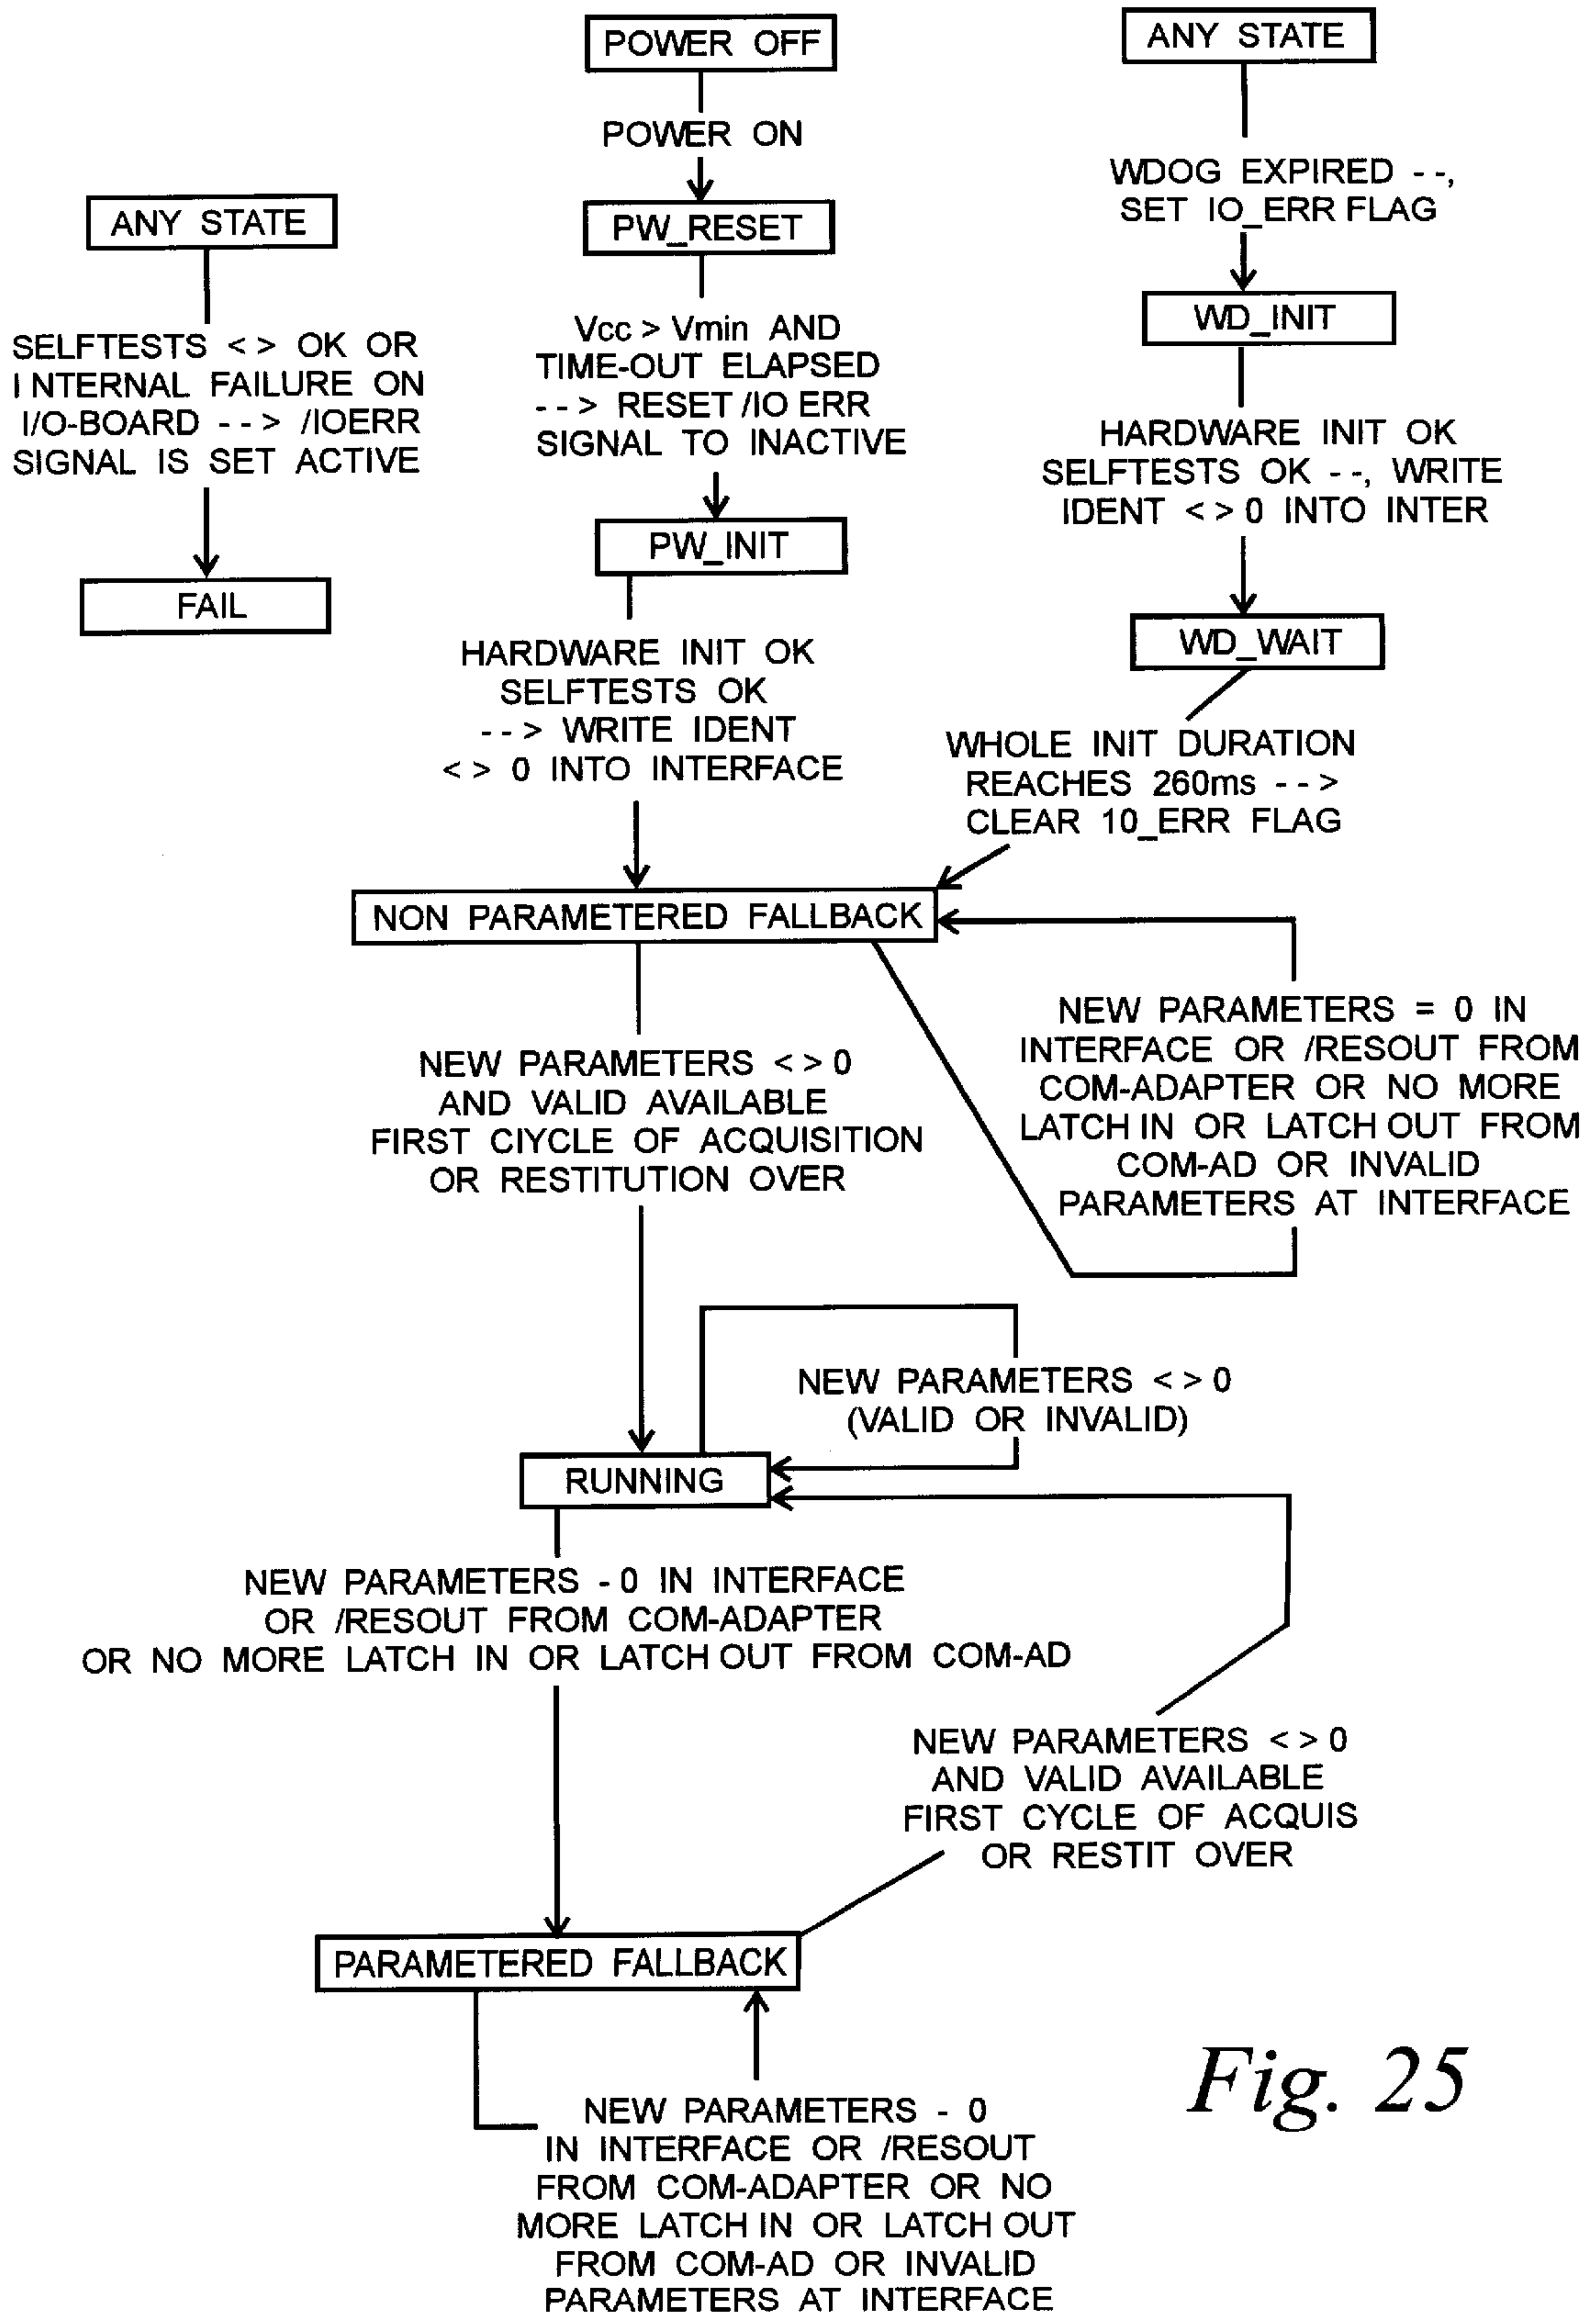 POWER OFF
POWER ON
PW_RESET
Vcc > Vmin AND
TIME-OUT ELAPSED
--> RESET /IO ERR
SIGNAL TO INACTIVE
PW_INIT
HARDWARE INIT OK
SELFTESTS OK
--> WRITE IDENT
<> 0 INTO INTERFACE
ANY STATE
SELFTESTS <> OK OR
INTERNAL FAILURE ON
I/O-BOARD --> /IOERR
SIGNAL IS SET ACTIVE
FAIL
ANY STATE
WDOG EXPIRED --,
SET IO_ERR FLAG
WD_INIT
HARDWARE INIT OK
SELFTESTS OK --, WRITE
IDENT <> 0 INTO INTER
WD_WAIT
WHOLE INIT DURATION
REACHES 260ms -->
CLEAR 10_ERR FLAG
NON PARAMETERED FALLBACK
NEW PARAMETERS = 0 IN
INTERFACE OR /RESOUT FROM
COM-ADAPTER OR NO MORE
LATCH IN OR LATCH OUT FROM
COM-AD OR INVALID
PARAMETERS AT INTERFACE
NEW PARAMETERS <> 0
AND VALID AVAILABLE
FIRST CIYCLE OF ACQUISITION
OR RESTITUTION OVER
NEW PARAMETERS <> 0
(VALID OR INVALID)
RUNNING
NEW PARAMETERS - 0 IN INTERFACE
OR /RESOUT FROM COM-ADAPTER
OR NO MORE LATCH IN OR LATCH OUT FROM COM-AD
NEW PARAMETERS <> 0
AND VALID AVAILABLE
FIRST CYCLE OF ACQUIS
OR RESTIT OVER
PARAMETERED FALLBACK
NEW PARAMETERS - 0
IN INTERFACE OR /RESOUT
FROM COM-ADAPTER OR NO
MORE LATCH IN OR LATCH OUT
FROM COM-AD OR INVALID
PARAMETERS AT INTERFACE
Fig. 25